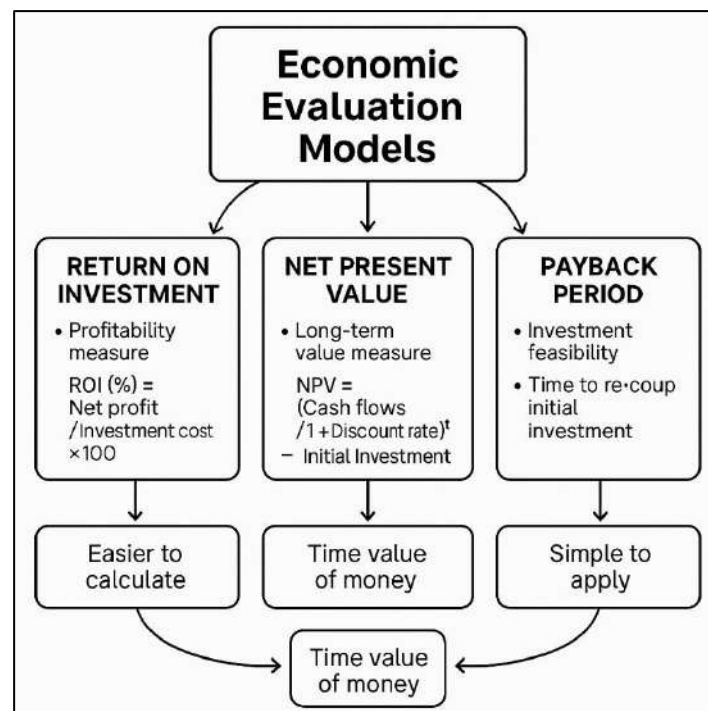 Economic
Evaluation
Models
RETURN ON
INVESTMENT
• Profitability
measure
ROI (%) =
Net profit
/Investment cost
×100
NET PRESENT
VALUE
• Long-term
value measure
NPV =
(Cash flows
/1+Discount rate)ᵗ
− Initial Investment
PAYBACK
PERIOD
• Investment
feasibility
• Time to re·coup
initial
investment
Easier to
calculate
Time value
of money
Simple to
apply
Time value
of money